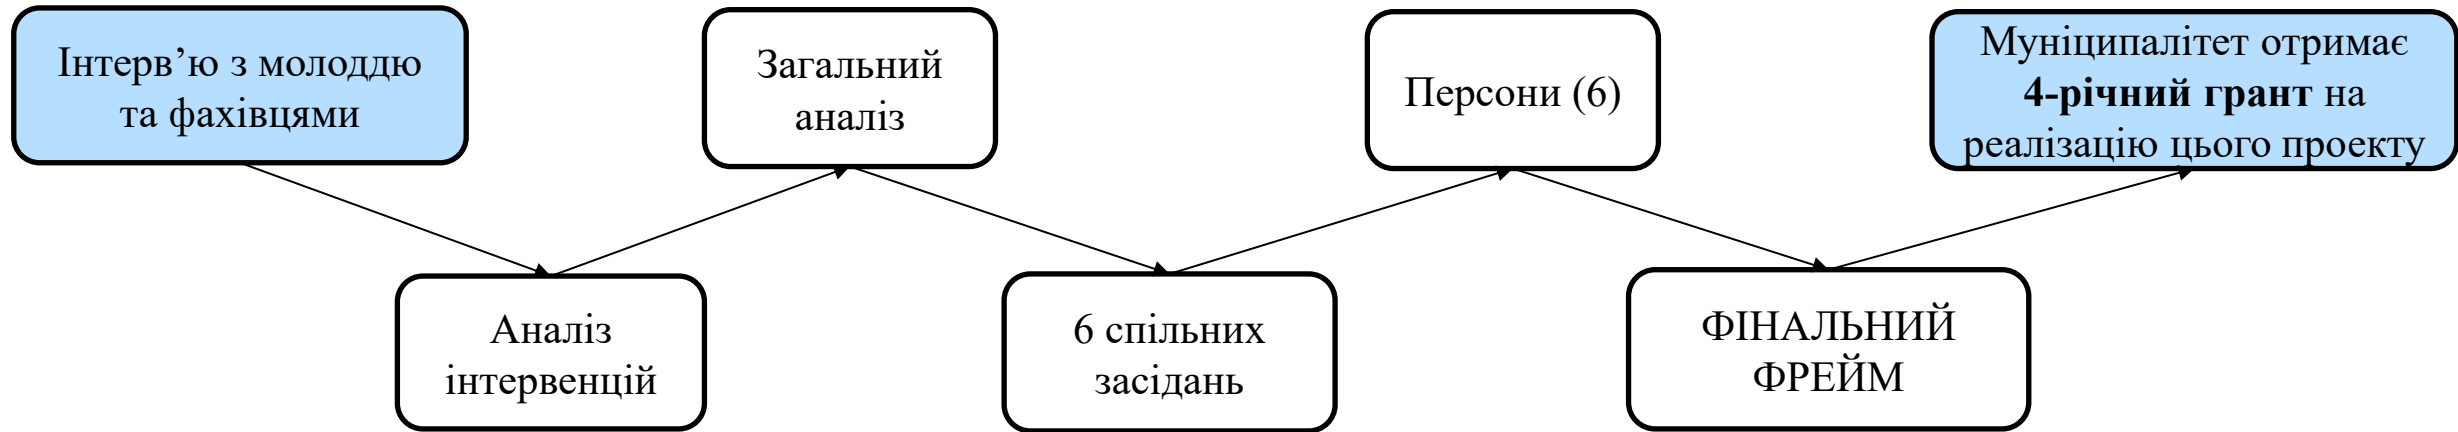 Інтерв’ю з молоддю
та фахівцями
Аналіз
інтервенцій
Загальний
аналіз
6 спільних
засідань
Персони (6)
ФІНАЛЬНИЙ
ФРЕЙМ
Муніципалітет отримає
4-річний грант на
реалізацію цього проекту